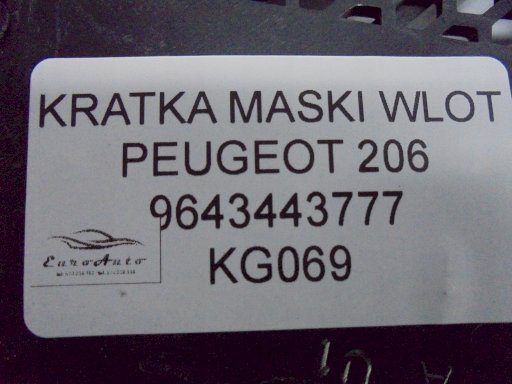 KRATKA MASKI WLOT
PEUGEOT 206
9643443777
KG069
EuroAuto